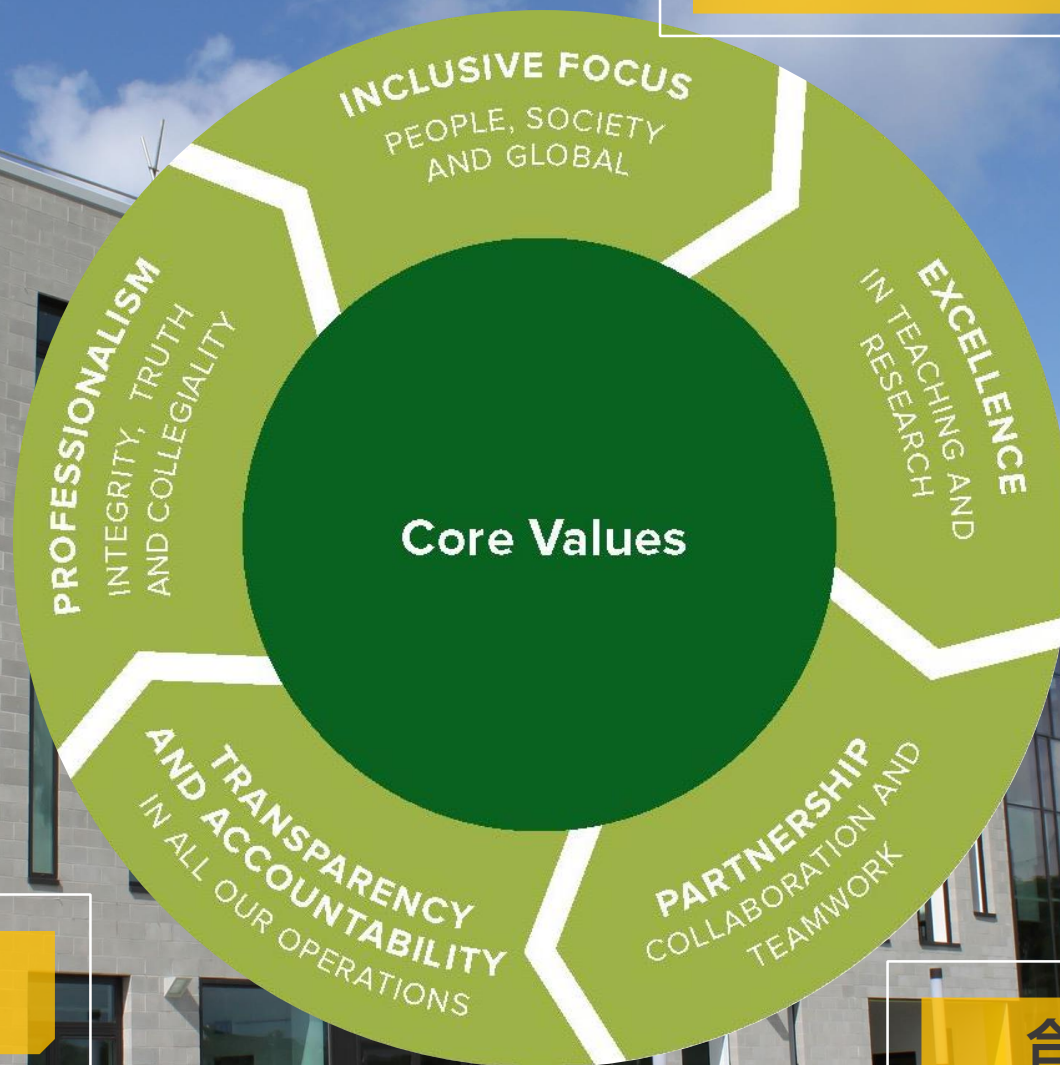 INCLUSIVE FOCUS
PEOPLE, SOCIETY
AND GLOBAL
EXCELLENCE
IN TEACHING AND
RESEARCH
PARTNERSHIP
COLLABORATION AND
TEAMWORK
TRANSPARENCY
AND ACCOUNTABILITY
IN ALL OUR OPERATIONS
PROFESSIONALISM
INTEGRITY, TRUTH
AND COLLEGIALITY
Core Values